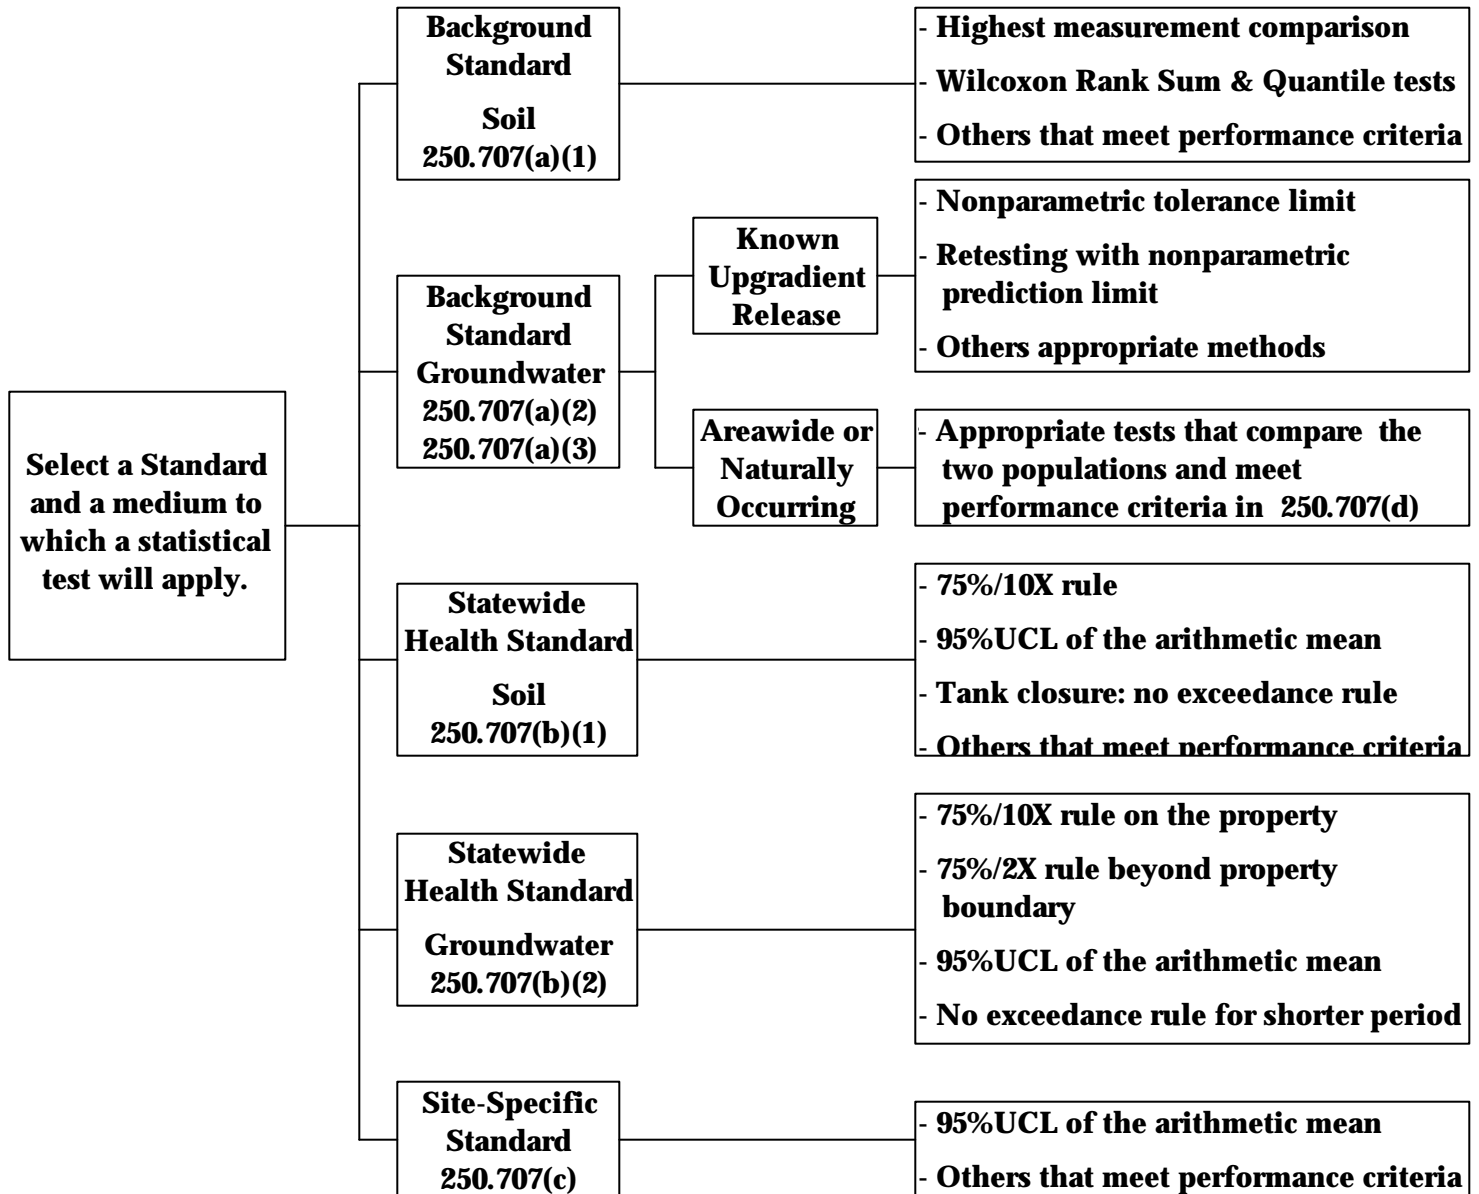 Select a Standard
and a medium to
which a statistical
test will apply.
Background
Standard
Soil
250.707(a)(1)
- Highest measurement comparison
- Wilcoxon Rank Sum & Quantile tests
- Others that meet performance criteria
Background
Standard
Groundwater
250.707(a)(2)
250.707(a)(3)
Known
Upgradient
Release
- Nonparametric tolerance limit
- Retesting with nonparametric
prediction limit
- Others appropriate methods
Areawide or
Naturally
Occurring
- Appropriate tests that compare the
two populations and meet
performance criteria in 250.707(d)
Statewide
Health Standard
Soil
250.707(b)(1)
- 75%/10X rule
- 95%UCL of the arithmetic mean
- Tank closure: no exceedance rule
- Others that meet performance criteria
Statewide
Health Standard
Groundwater
250.707(b)(2)
- 75%/10X rule on the property
- 75%/2X rule beyond property
boundary
- 95%UCL of the arithmetic mean
- No exceedance rule for shorter period
Site-Specific
Standard
250.707(c)
- 95%UCL of the arithmetic mean
- Others that meet performance criteria